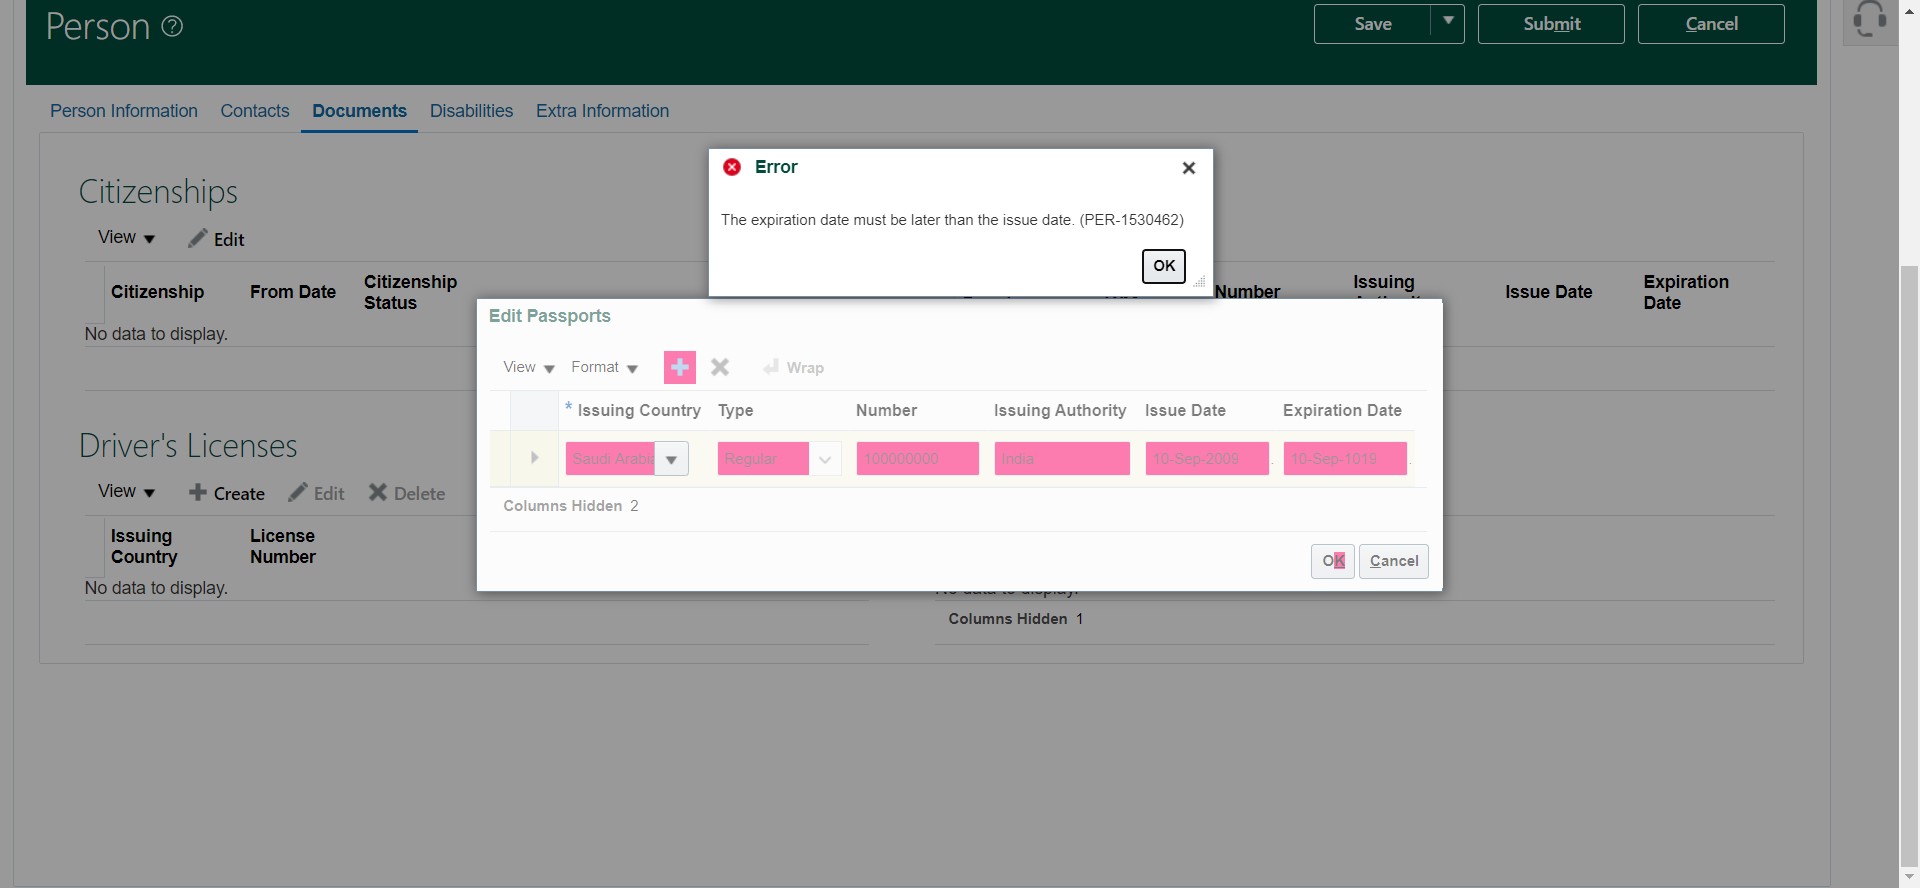 Person
Save
Submit
Cancel
Person Information
Contacts
Documents
Disabilities
Extra Information
Error
The expiration date must be later than the issue date. (PER-1530462)
OK
Citizenships
View
Edit
Citizenship
From Date
Citizenship Status
No data to display.
Number
Issuing
Issue Date
Expiration Date
Edit Passports
View
Format
Wrap
* Issuing Country
Type
Number
Issuing Authority
Issue Date
Expiration Date
Saudi Arabia
Regular
100000000
India
10-Sep-2009
10-Sep-1019
Columns Hidden 2
OK
Cancel
Driver's Licenses
View
Create
Edit
Delete
Issuing Country
License Number
No data to display.
Columns Hidden 1